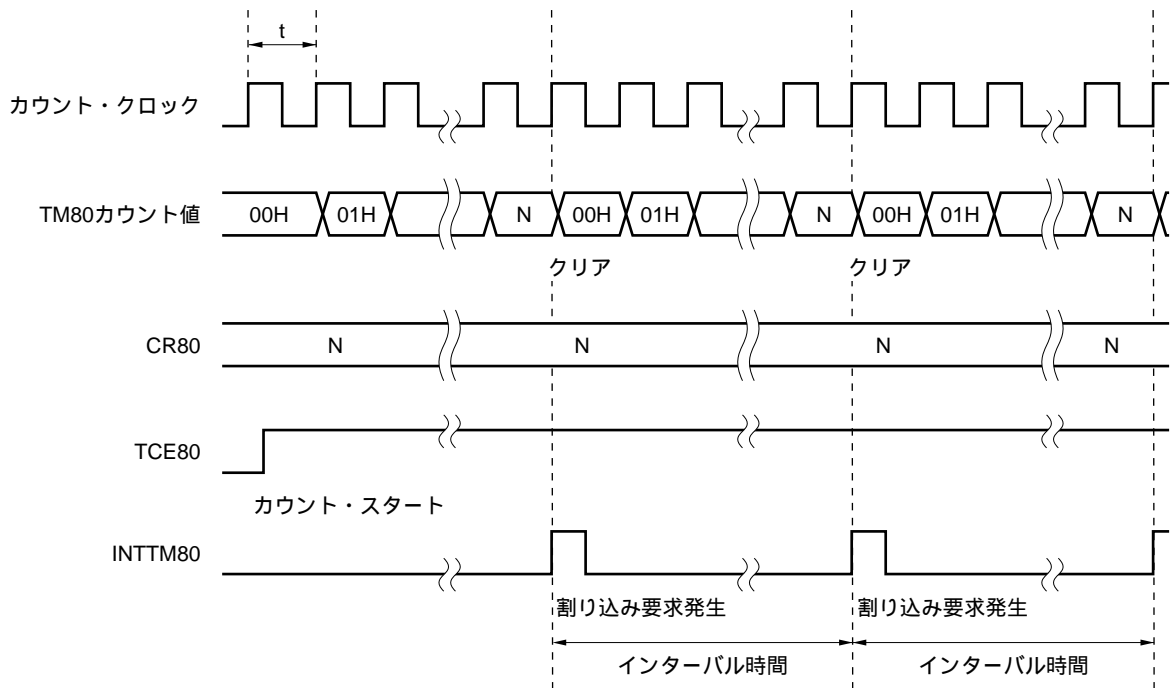 t
カウント・クロック
TM80カウント値 00H 01H N 00H 01H N 00H 01H N
クリア クリア
CR80 N N N N
TCE80
カウント・スタート
INTTM80
割り込み要求発生 割り込み要求発生
インターバル時間 インターバル時間